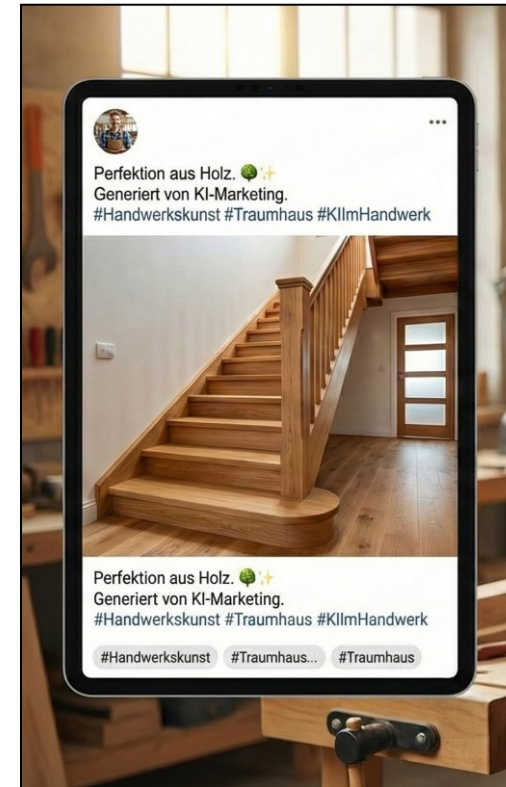 Perfektion aus Holz. 🌳✨
Generiert von KI-Marketing.
#Handwerkskunst #Traumhaus #KIImHandwerk
Perfektion aus Holz. 🌳✨
Generiert von KI-Marketing.
#Handwerkskunst #Traumhaus #KIImHandwerk
#Handwerkskunst #Traumhaus... #Traumhaus